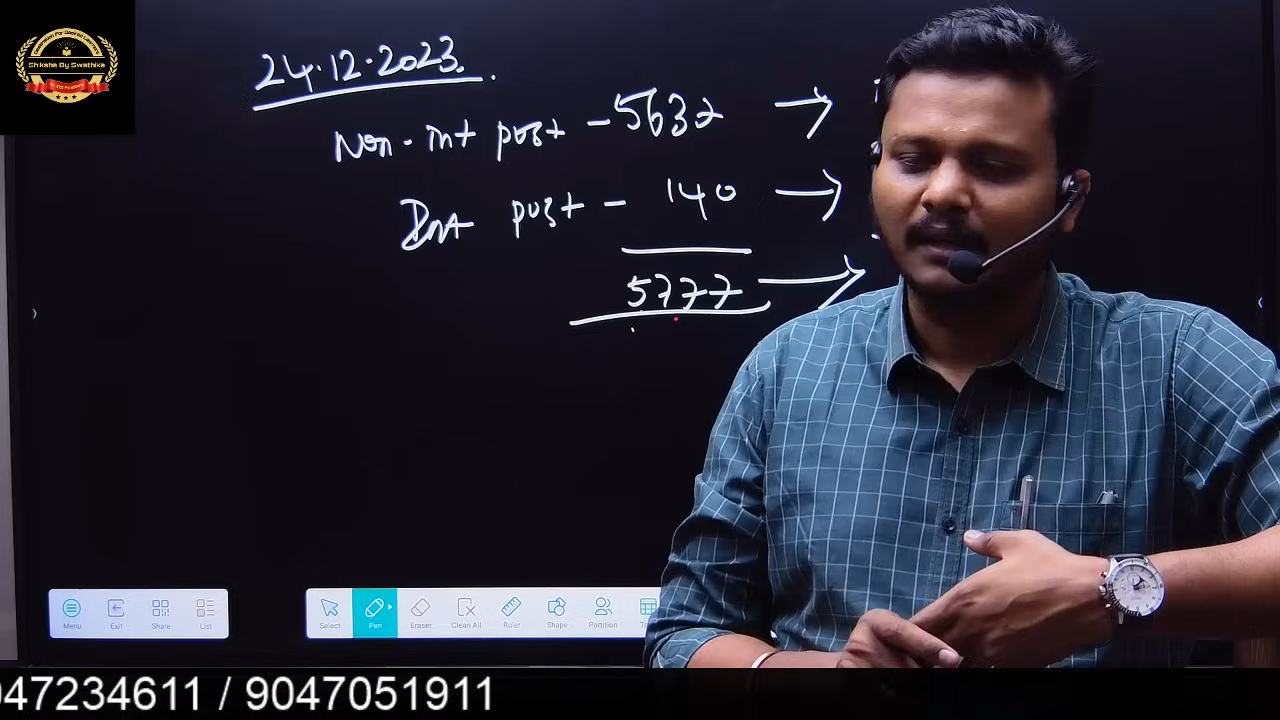 Shiksha By Swathika
24.12.2023.
Non-int post - 5632
Int post - 140
5777
Menu
Exit
Share
List
Select
Pen
Eraser
Clean All
Ruler
Shape
Partition
047234611 / 9047051911